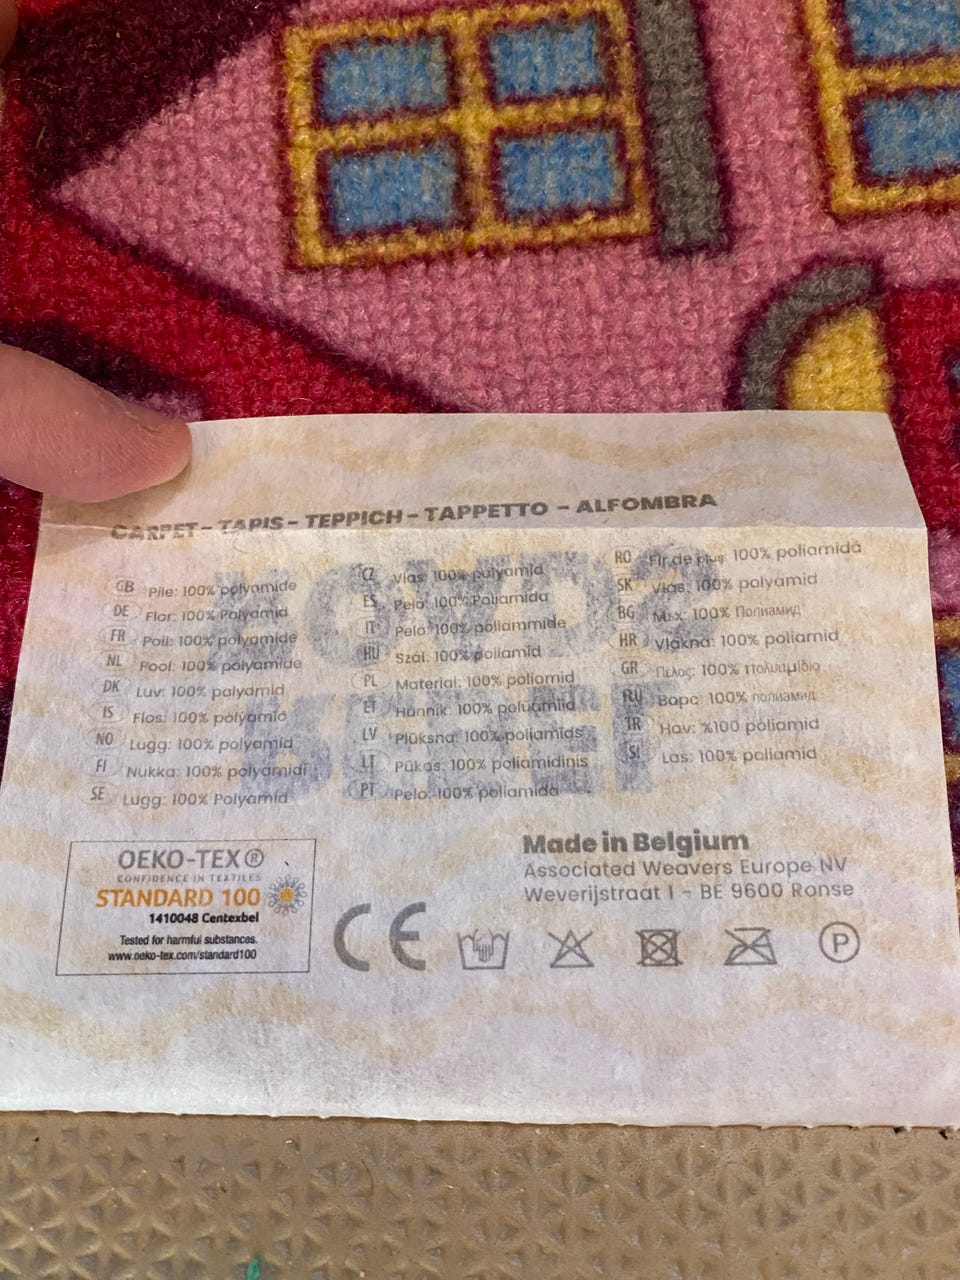 CARPET - TAPIS - TEPPICH - TAPPETTO - ALFOMBRA
GB Pile: 100% polyamide
DE Flor: 100% Polyamid
FR Poil: 100% polyamide
NL Pool: 100% polyamide
DK Luv: 100% polyamid
IS Flos: 100% polyamid
NO Lugg: 100% polyamid
FI Nukka: 100% polyamidi
SE Lugg: 100% Polyamid
CZ Vlas: 100% polyamid
ES Pelo: 100% Poliamida
IT Pelo: 100% poliammide
HU Szál: 100% poliamid
PL Materiał: 100% poliamid
ET Hunnik: 100% polüamiid
LV Plūksna: 100% poliamids
LT Pūkas: 100% poliamidinis
PT Pelo: 100% poliamida
RO Fir de pluş 100% poliamidă
SK Vlas: 100% polyamid
BG Мъх: 100% Полиамид
HR Vlakna: 100% poliamid
GR Πέλος: 100% πολυαμίδιο
RU Ворс: 100% полиамид
TR Hav: %100 poliamid
SI Las: 100% poliamid
OEKO-TEX®
CONFIDENCE IN TEXTILES
STANDARD 100
1410048 Centexbel
Tested for harmful substances.
www.oeko-tex.com/standard100
CE
Made in Belgium
Associated Weavers Europe NV
Weverijstraat 1 - BE 9600 Ronse
P